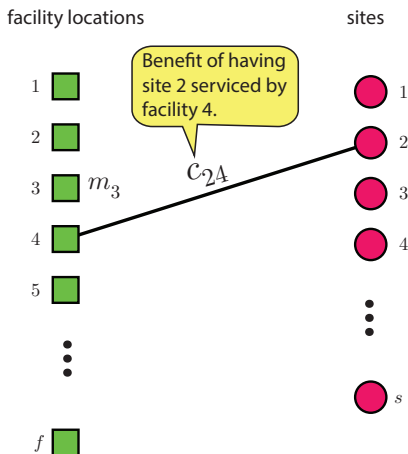 facility locations
sites
Benefit of having
site 2 serviced by
facility 4.
1
1
2
2
3 m₃
c₂₄
3
4
4
5
s
f